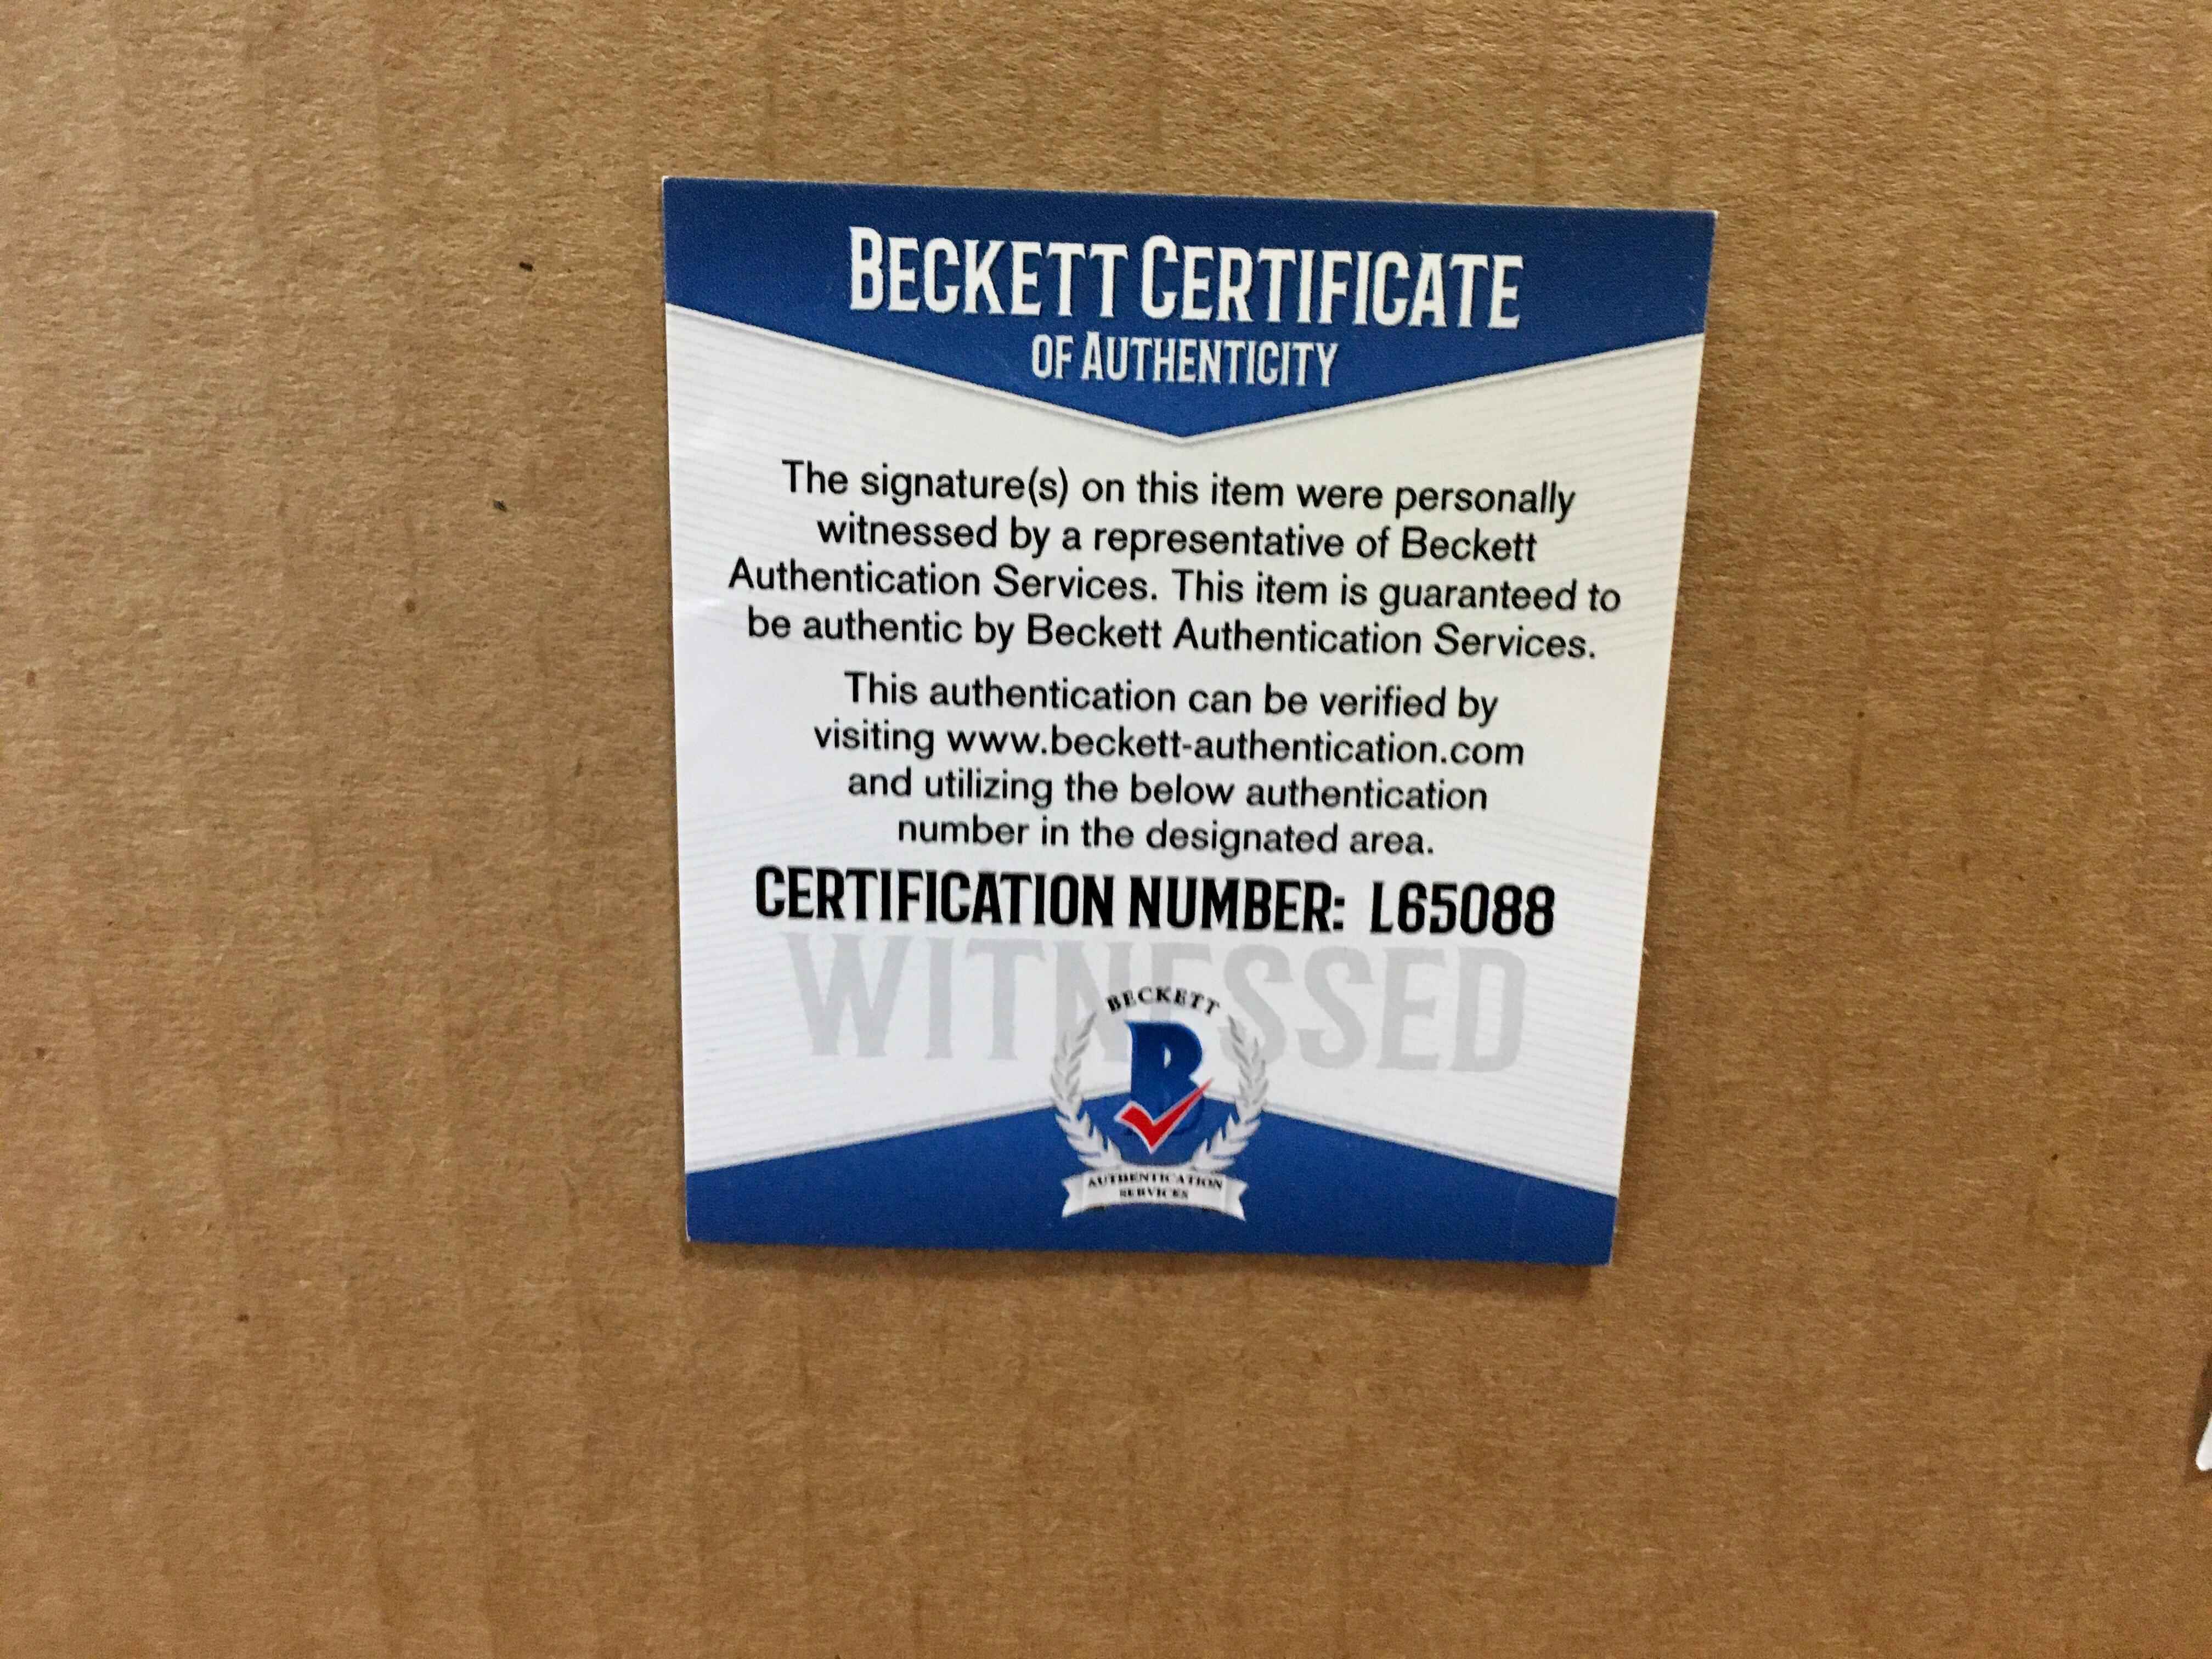 BECKETT CERTIFICATE
OF AUTHENTICITY
The signature(s) on this item were personally
witnessed by a representative of Beckett
Authentication Services. This item is guaranteed to
be authentic by Beckett Authentication Services.
This authentication can be verified by
visiting www.beckett-authentication.com
and utilizing the below authentication
number in the designated area.
CERTIFICATION NUMBER: L65088
WITNESSED
BECKETT
B
AUTHENTICATION
SERVICES